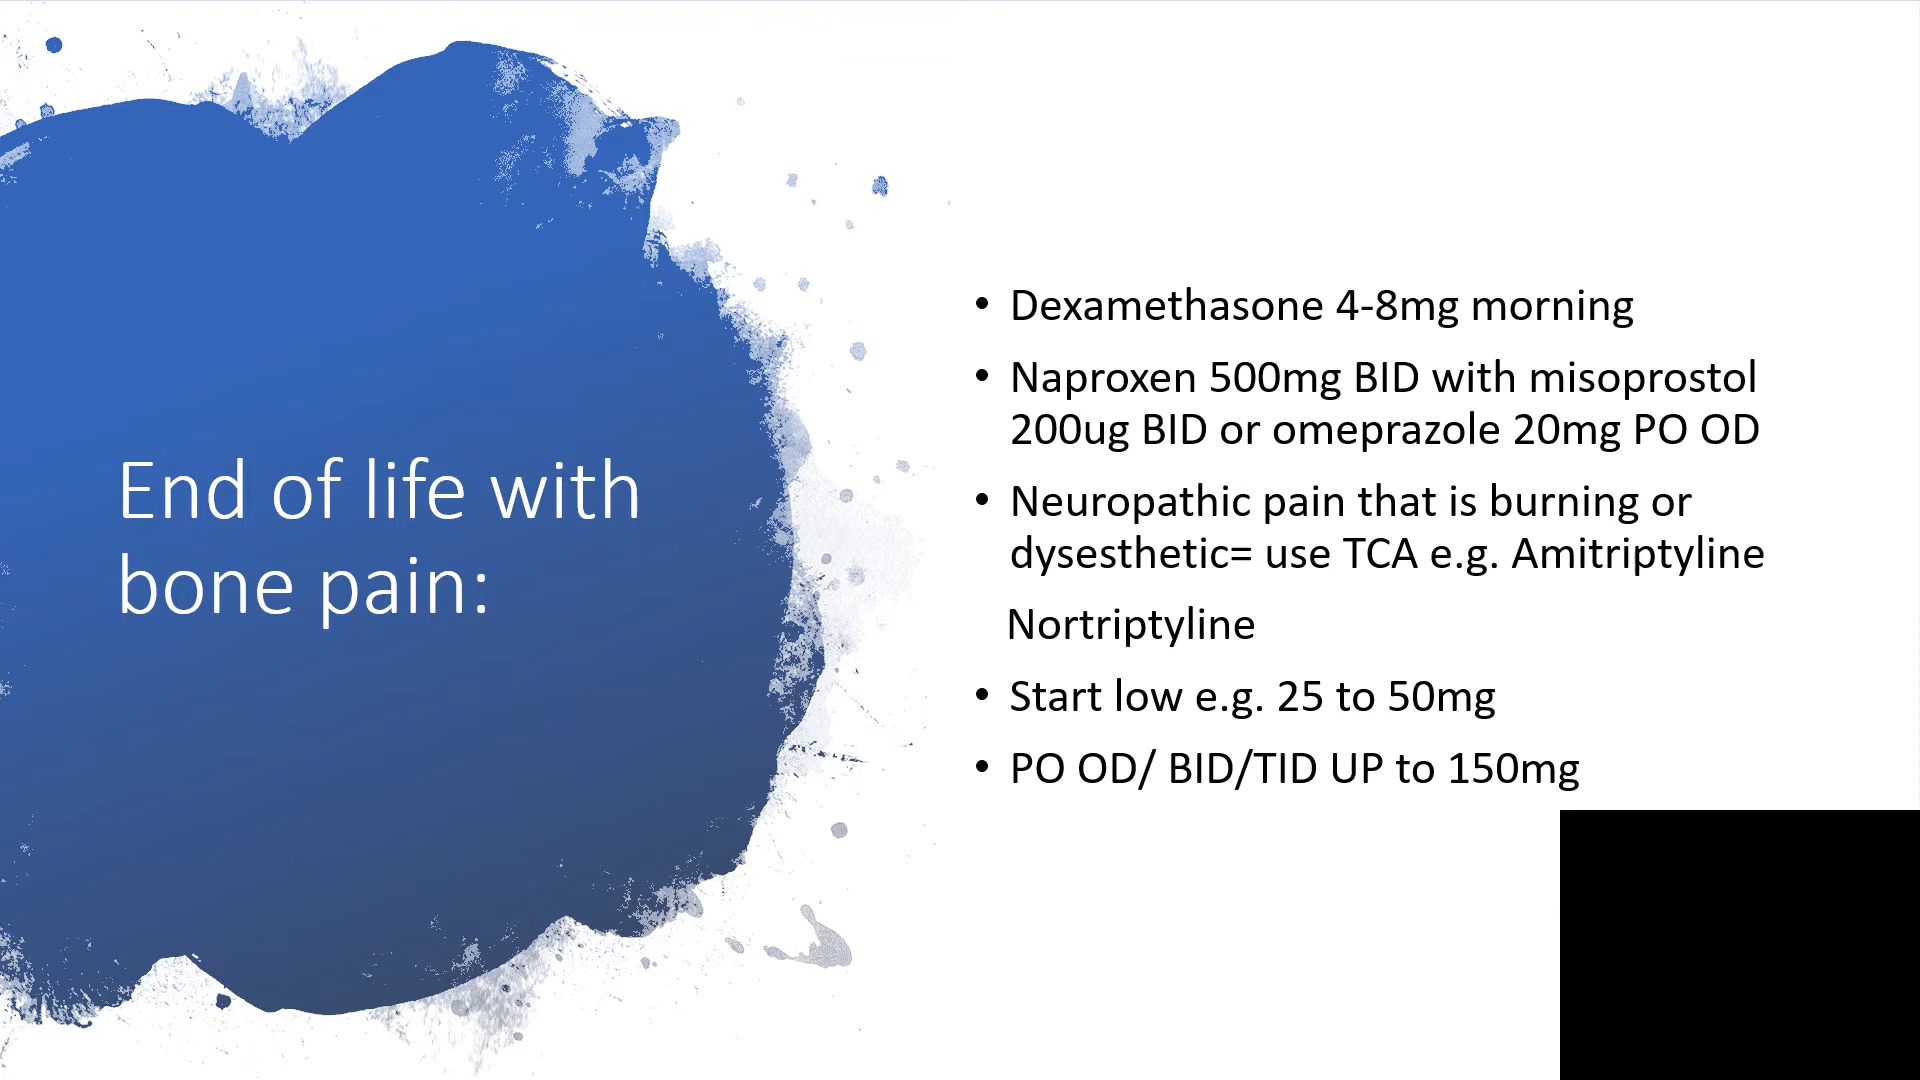 End of life with
bone pain:
• Dexamethasone 4-8mg morning
• Naproxen 500mg BID with misoprostol
200ug BID or omeprazole 20mg PO OD
• Neuropathic pain that is burning or
dysesthetic= use TCA e.g. Amitriptyline
Nortriptyline
• Start low e.g. 25 to 50mg
• PO OD/ BID/TID UP to 150mg